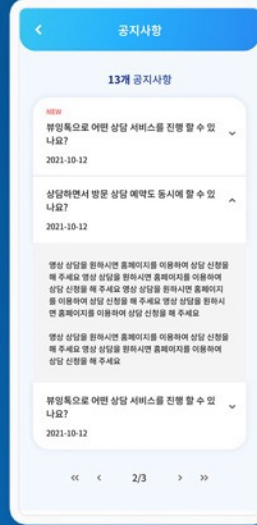 공지사항
13개 공지사항
NEW
뷰잉톡으로 어떤 상담 서비스를 진행 할 수 있
나요?
2021-10-12
상담하면서 방문 상담 예약도 동시에 할 수 있
나요?
2021-10-12
영상 상담을 원하시면 홈페이지를 이용하여 상담 신청을
해 주세요 영상 상담을 원하시면 홈페이지를 이용하여
상담 신청을 해 주세요 영상 상담을 원하시면 홈페이지
를 이용하여 상담 신청을 해 주세요 영상 상담을 원하시
면 홈페이지를 이용하여 상담 신청을 해 주세요
영상 상담을 원하시면 홈페이지를 이용하여 상담 신청을
해 주세요 영상 상담을 원하시면 홈페이지를 이용하여
상담 신청을 해 주세요
뷰잉톡으로 어떤 상담 서비스를 진행 할 수 있
나요?
2021-10-12
<< < 2/3 > >>